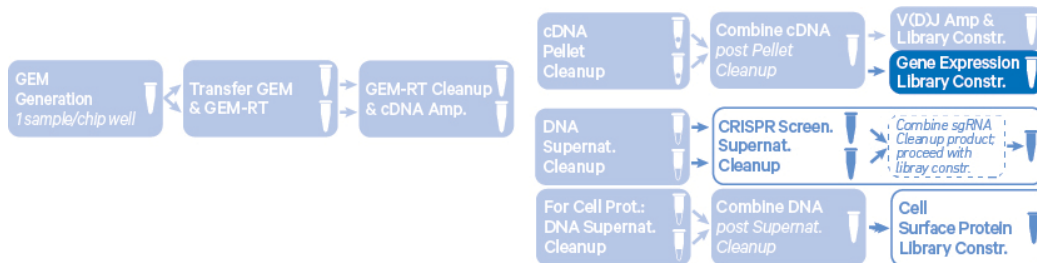 GEM
Generation
1 sample/chip well
Transfer GEM
& GEM-RT
GEM-RT Cleanup
& cDNA Amp.
cDNA
Pellet
Cleanup
Combine cDNA
post Pellet
Cleanup
V(D)J Amp &
Library Constr.
Gene Expression
Library Constr.
DNA
Supernat.
Cleanup
CRISPR Screen.
Supernat.
Cleanup
Combine sgRNA
Cleanup product;
proceed with
libray constr.
For Cell Prot.:
DNA Supernat.
Cleanup
Combine DNA
post Supernat.
Cleanup
Cell
Surface Protein
Library Constr.